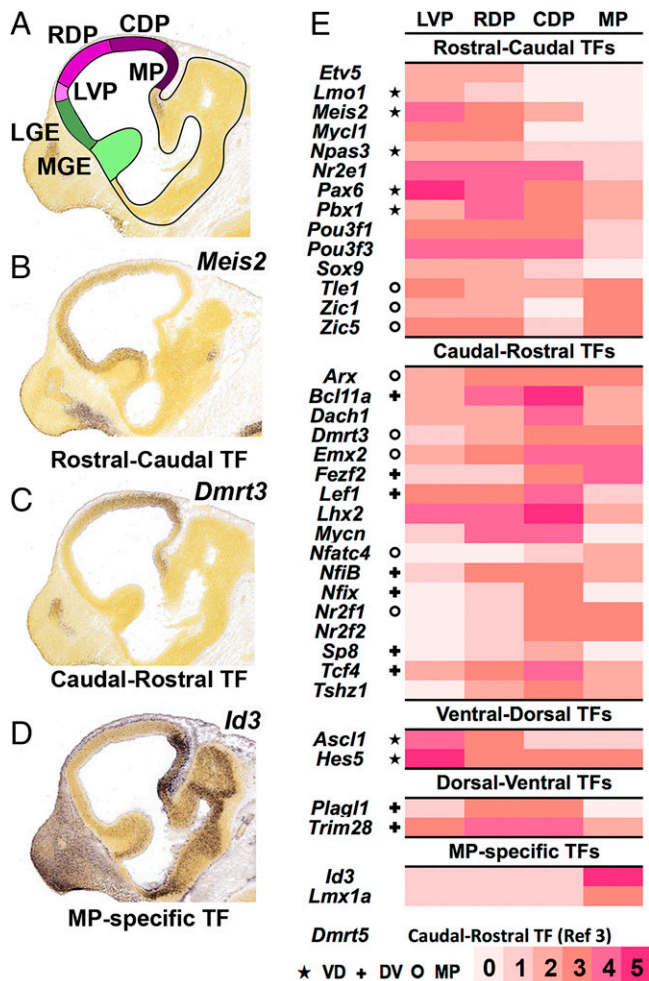 A
RDP CDP
MP
LVP
LGE
MGE
B
Meis2
Rostral-Caudal TF
C
Dmrt3
Caudal-Rostral TF
D
Id3
MP-specific TF
E
LVP RDP CDP MP
Rostral-Caudal TFs
Etv5
Lmo1 ★
Meis2 ★
Mycl1
Npas3 ★
Nr2e1
Pax6 ★
Pbx1 ★
Pou3f1
Pou3f3
Sox9
Tle1 O
Zic1 O
Zic5 O
Caudal-Rostral TFs
Arx O
Bcl11a +
Dach1
Dmrt3 O
Emx2 O
Fezf2 +
Lef1 +
Lhx2
Mycn
Nfatc4 O
NfiB +
Nfix +
Nr2f1 O
Nr2f2
Sp8 +
Tcf4 +
Tshz1
Ventral-Dorsal TFs
Ascl1 ★
Hes5 ★
Dorsal-Ventral TFs
Plagl1 +
Trim28 +
MP-specific TFs
Id3
Lmx1a
Dmrt5 Caudal-Rostral TF (Ref 3)
★ VD + DV O MP 0 1 2 3 4 5